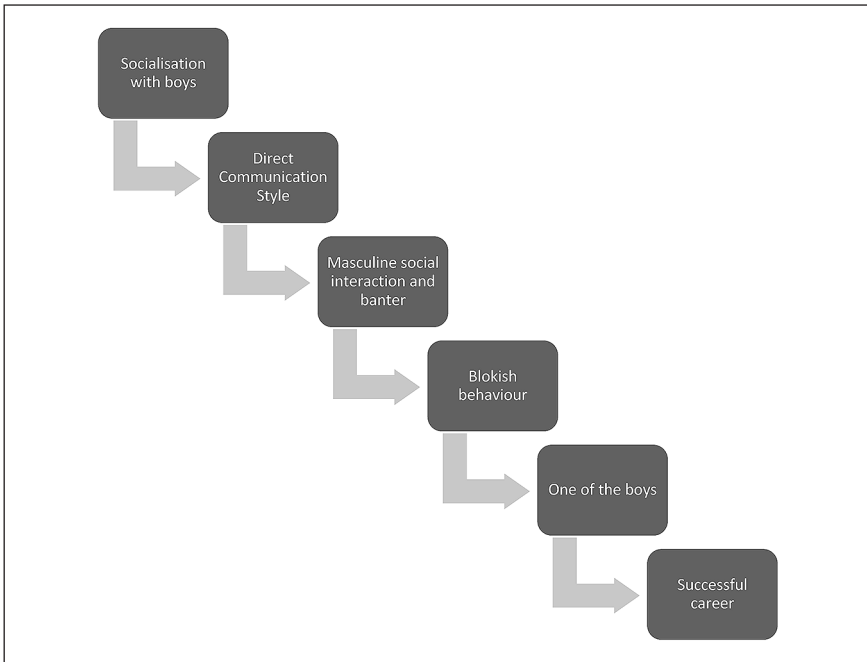 Socialisation
with boys
Direct
Communication
Style
Masculine social
interaction and
banter
Blokish
behaviour
One of the boys
Successful
career